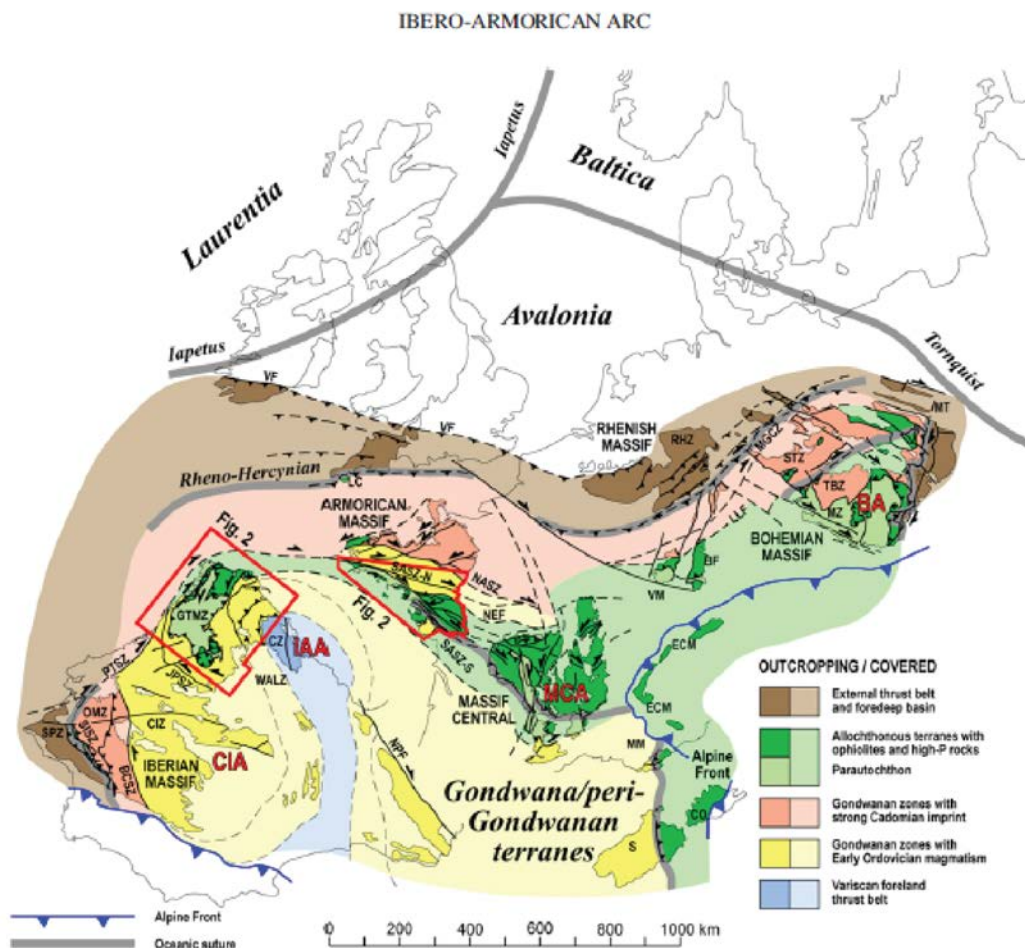 IBERO-ARMORICAN ARC
Iapetus
Baltica
Laurentia
Avalonia
Iapetus
Tornquist
VF
VF
MT
RHENISH
MASSIF
RHZ
MGCZ
STZ
Rheno-Hercynian
LC
TBZ
BA
ARMORICAN
MASSIF
MZ
LLF
BOHEMIAN
MASSIF
Fig. 2
SASZ-N
NASZ
BF
VM
GTMZ
Fig. 2
NEF
CZ
IAA
SASZ-S
ECM
PTSZ
JPSZ
WALZ
MASSIF
CENTRAL
MCA
ECM
OMZ
SPZ
SISZ
CIZ
BCSZ
IBERIAN
MASSIF
CIA
NPF
MM
Alpine
Front
Gondwana/peri-
Gondwanan
terranes
CO
S
OUTCROPPING / COVERED
External thrust belt
and foredeep basin
Allochthonous terranes with
ophiolites and high-P rocks
Parautochthon
Gondwanan zones with
strong Cadomian imprint
Gondwanan zones with
Early Ordovician magmatism
Variscan foreland
thrust belt
Alpine Front
Oceanic suture
0 200 400 600 800 1000 km